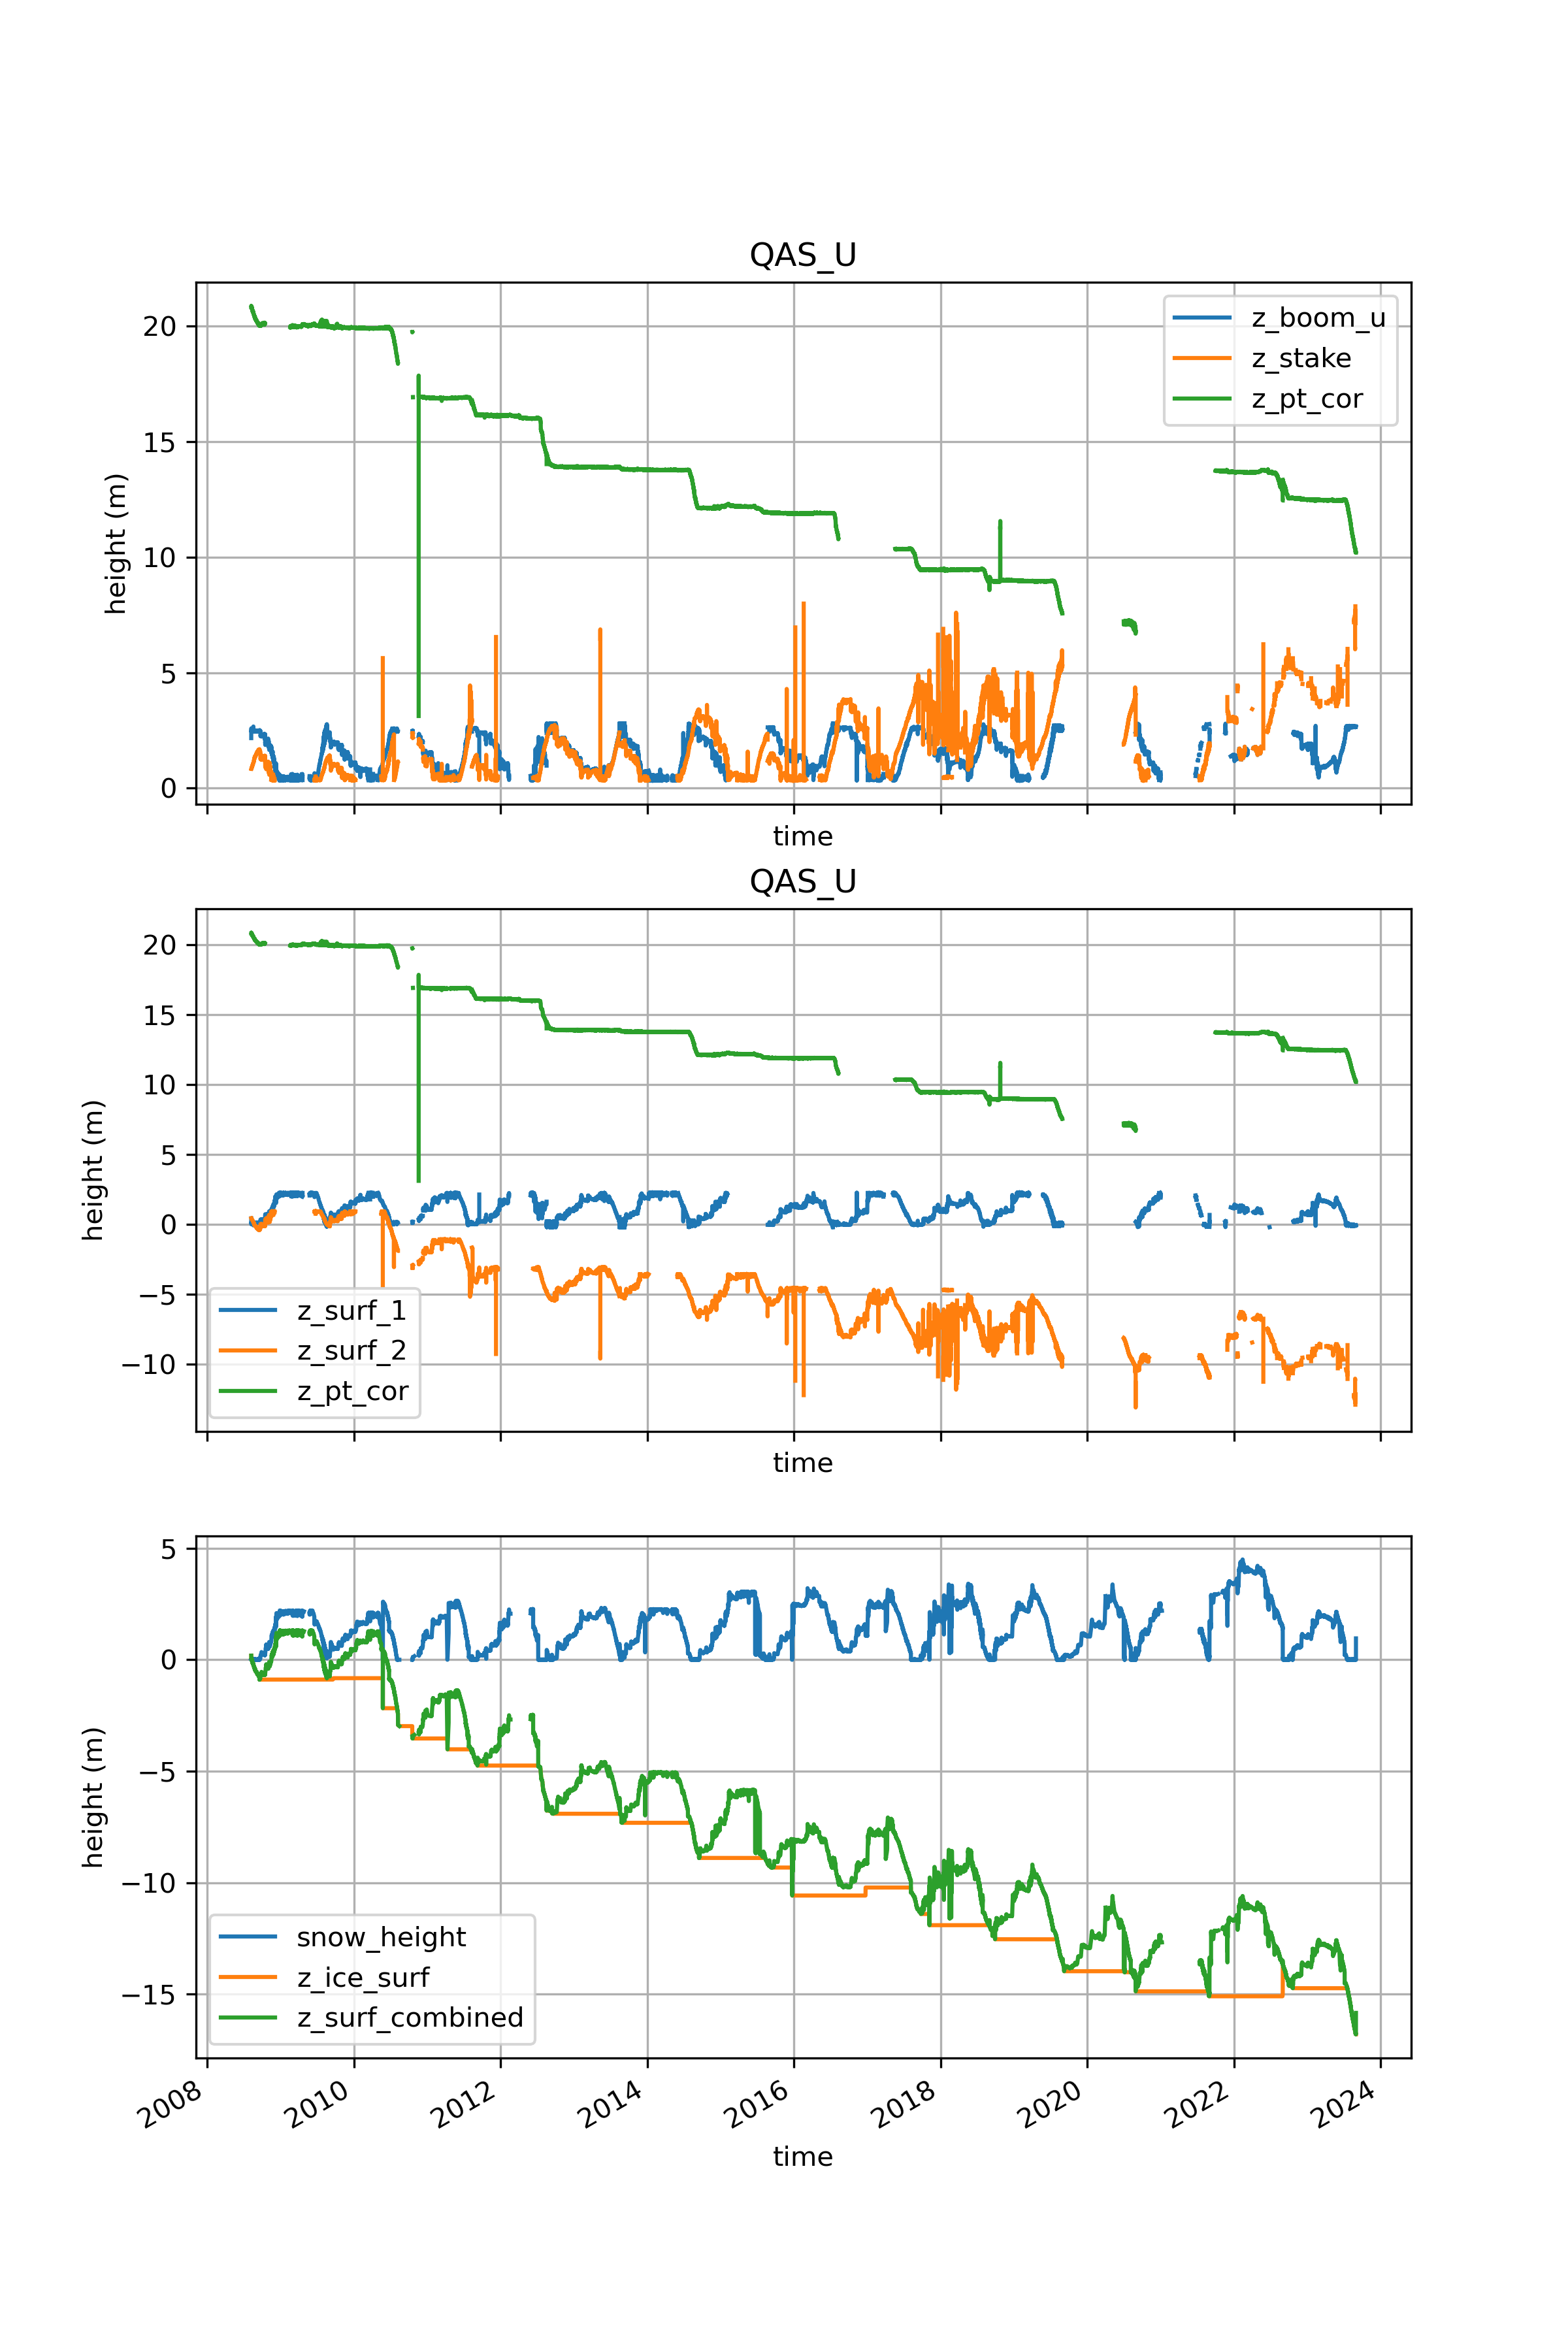 QAS_U
20
15
10
5
0
height (m)
z_boom_u
z_stake
z_pt_cor
time
QAS_U
20
15
10
5
0
−5
−10
height (m)
z_surf_1
z_surf_2
z_pt_cor
time
5
0
−5
−10
−15
height (m)
snow_height
z_ice_surf
z_surf_combined
2008 2010 2012 2014 2016 2018 2020 2022 2024
time